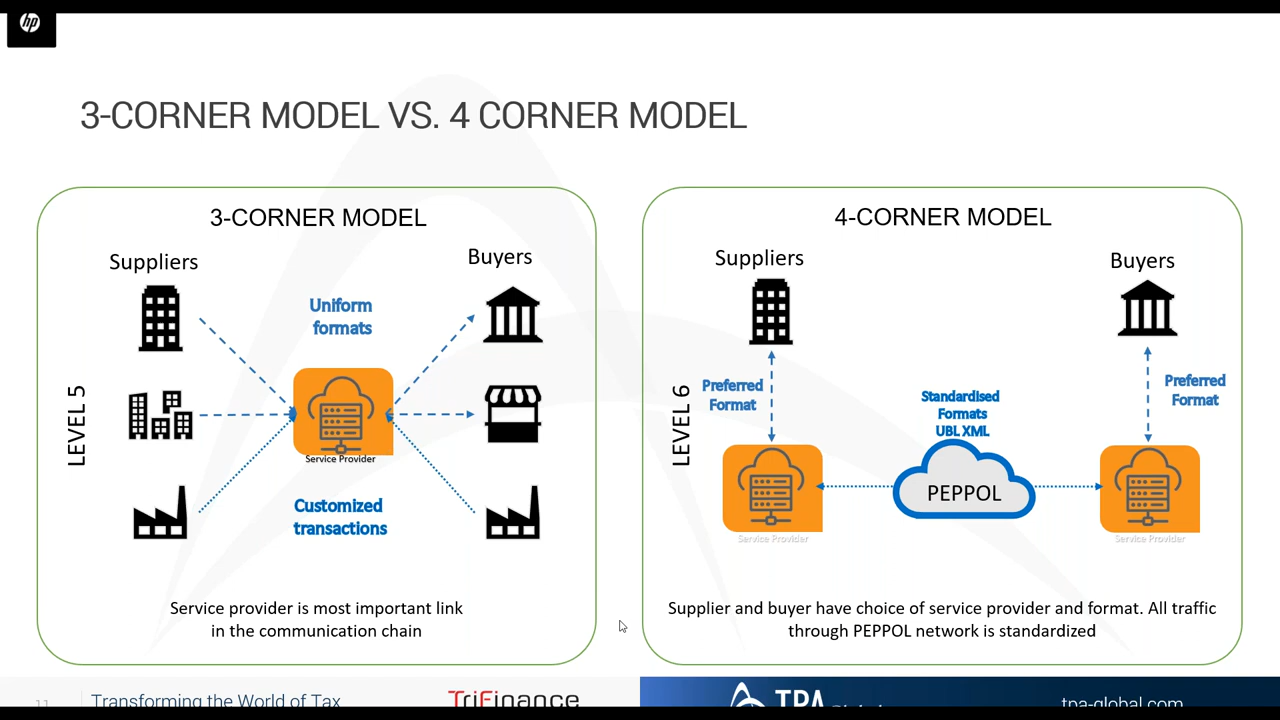 hp
3-CORNER MODEL VS. 4 CORNER MODEL
3-CORNER MODEL
Suppliers
Buyers
Uniform
formats
LEVEL 5
Service Provider
Customized
transactions
Service provider is most important link
in the communication chain
4-CORNER MODEL
Suppliers
Buyers
Preferred
Format
Preferred
Format
LEVEL 6
Standardised
Formats
UBL XML
PEPPOL
Service Provider
Service Provider
Supplier and buyer have choice of service provider and format. All traffic
through PEPPOL network is standardized
11
Transforming the World of Tax
TriFinance
TPA
Global
tpa-global.com